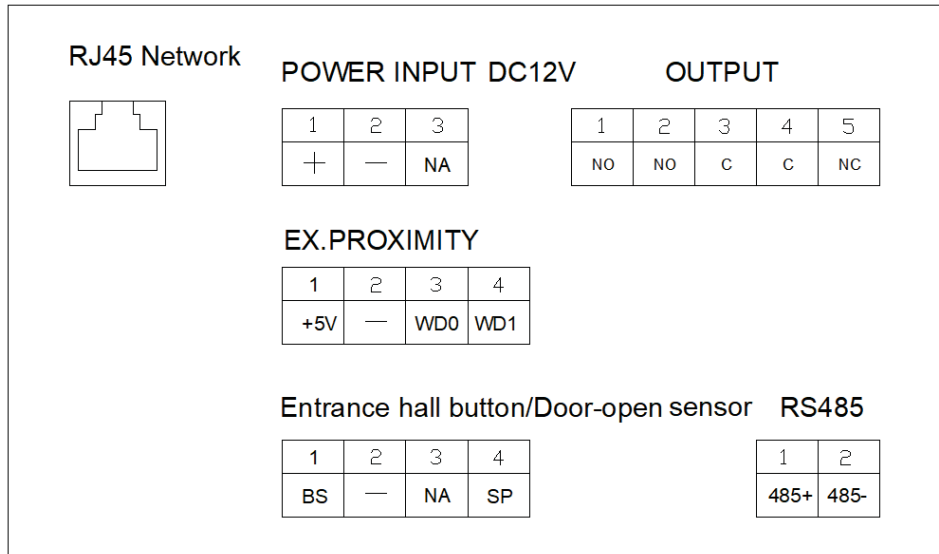 RJ45 Network
POWER INPUT DC12V
OUTPUT
1 2 3
+ — NA
1 2 3 4 5
NO NO C C NC
EX.PROXIMITY
1 2 3 4
+5V — WD0 WD1
Entrance hall button/Door-open sensor
RS485
1 2 3 4
BS — NA SP
1 2
485+ 485-